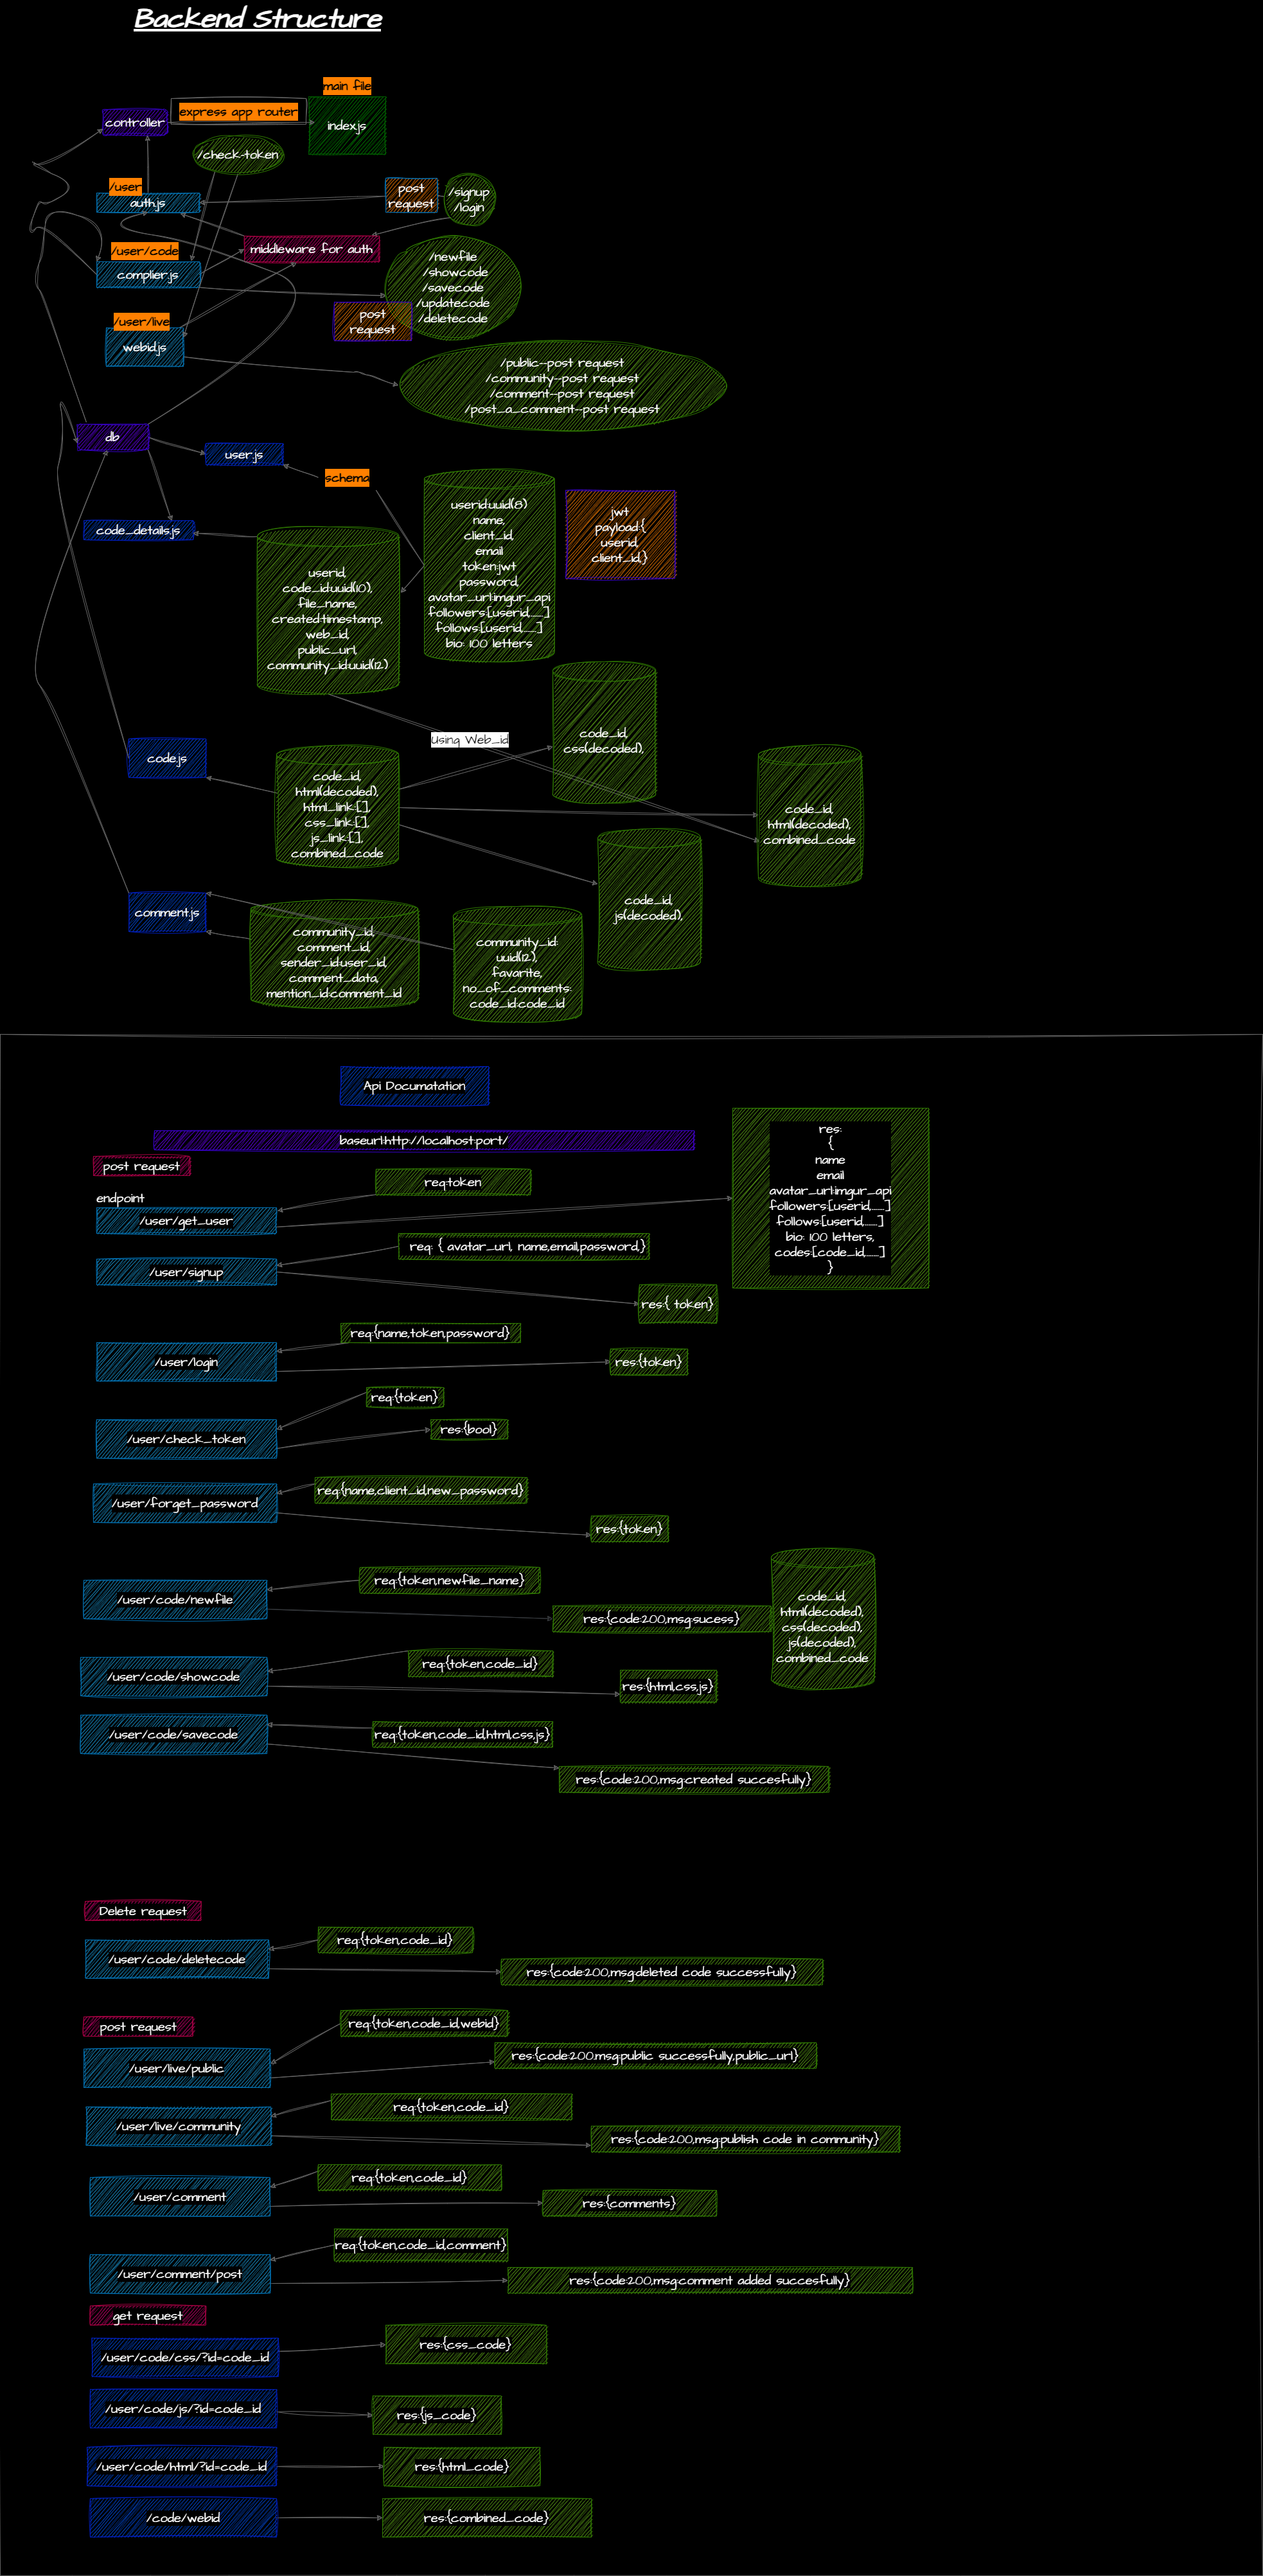 Backend Structure
main file
express app router
controller
index.js
/check-token
/user
auth.js
post
request
/signup
/login
middleware for auth
/user/code
complier.js
/newfile
/showcode
/savecode
/updatecode
/deletecode
post
request
/user/live
webid.js
/public--post request
/community--post request
/comment--post request
/post_a_comment--post request
db
user.js
schema
userid:uuid(8)
name,
client_id,
email
token:jwt
password,
avatar_url:imgur_api
followers:[userid,.....]
follows:[userid,.....]
bio: 100 letters
jwt
payload:{
userid,
client_id,}
code_details.js
userid,
code_id:uuid(10),
file_name,
created:timestamp,
web_id,
public_url,
community_id:uuid(12)
Using Web_id
code_id,
css(decoded),
code.js
code_id,
html(decoded),
html_link:[],
css_link:[],
js_link:[],
combined_code
code_id,
html(decoded),
combined_code
code_id,
js(decoded),
comment.js
community_id,
comment_id,
sender_id:user_id,
comment_data,
mention_id:comment_id
community_id:
uuid(12),
favarite,
no_of_comments:
code_id:code_id
Api Documatation
baseurl:http://localhost:port/
post request
endpoint
req:token
/user/get_user
res:
{
name
email
avatar_url:imgur_api
followers:[userid,.......]
follows:[userid,.......]
bio: 100 letters,
codes:[code_id,.......]
}
req: { avatar_url, name,email,password,}
/user/signup
res:{ token}
req:{name,token,password}
/user/login
res:{token}
req:{token}
/user/check_token
res:{bool}
req:{name,client_id,new_password}
/user/forget_password
res:{token}
req:{token,newfile_name}
/user/code/newfile
res:{code:200,msg:sucess}
code_id,
html(decoded),
css(decoded),
js(decoded),
combined_code
req:{token,code_id}
/user/code/showcode
res:{html,css,js}
/user/code/savecode
req:{token,code_id,html,css,js}
res:{code:200,msg:created succesfully}
Delete request
req:{token,code_id}
/user/code/deletecode
res:{code:200,msg:deleted code successfully}
post request
req:{token,code_id,webid}
/user/live/public
res:{code:200.msg:public successfully,public_url}
req:{token,code_id}
/user/live/community
res:{code:200,msg:publish code in community}
req:{token,code_id}
/user/comment
res:{comments}
req:{token,code_id,comment}
/user/comment/post
res:{code:200,msg:comment added succesfully}
get request
/user/code/css/?id=code_id
res:{css_code}
/user/code/js/?id=code_id
res:{js_code}
/user/code/html/?id=code_id
res:{html_code}
/code/webid
res:{combined_code}